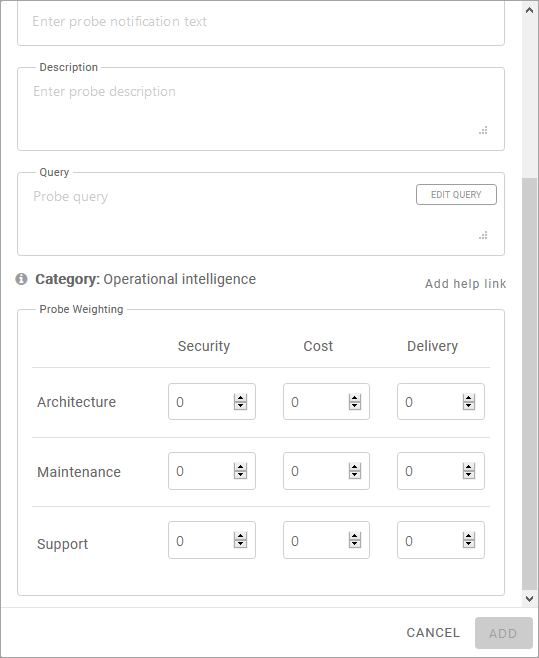 Enter probe notification text
Description
Enter probe description
Query
Probe query
EDIT QUERY
Category: Operational intelligence
Add help link
Probe Weighting
Security Cost Delivery
Architecture 0 0 0
Maintenance 0 0 0
Support 0 0 0
CANCEL ADD